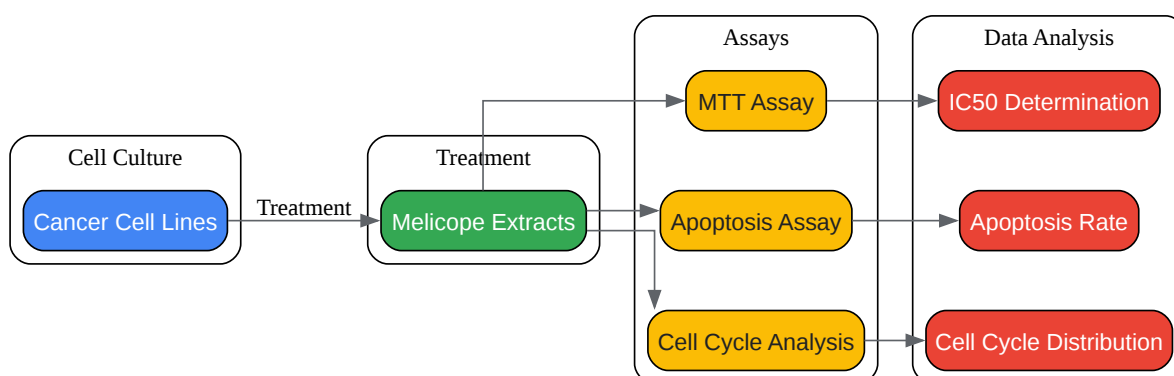 Cell Culture
Cancer Cell Lines
Treatment
Treatment
Melicope Extracts
Assays
MTT Assay
Apoptosis Assay
Cell Cycle Analysis
Data Analysis
IC50 Determination
Apoptosis Rate
Cell Cycle Distribution